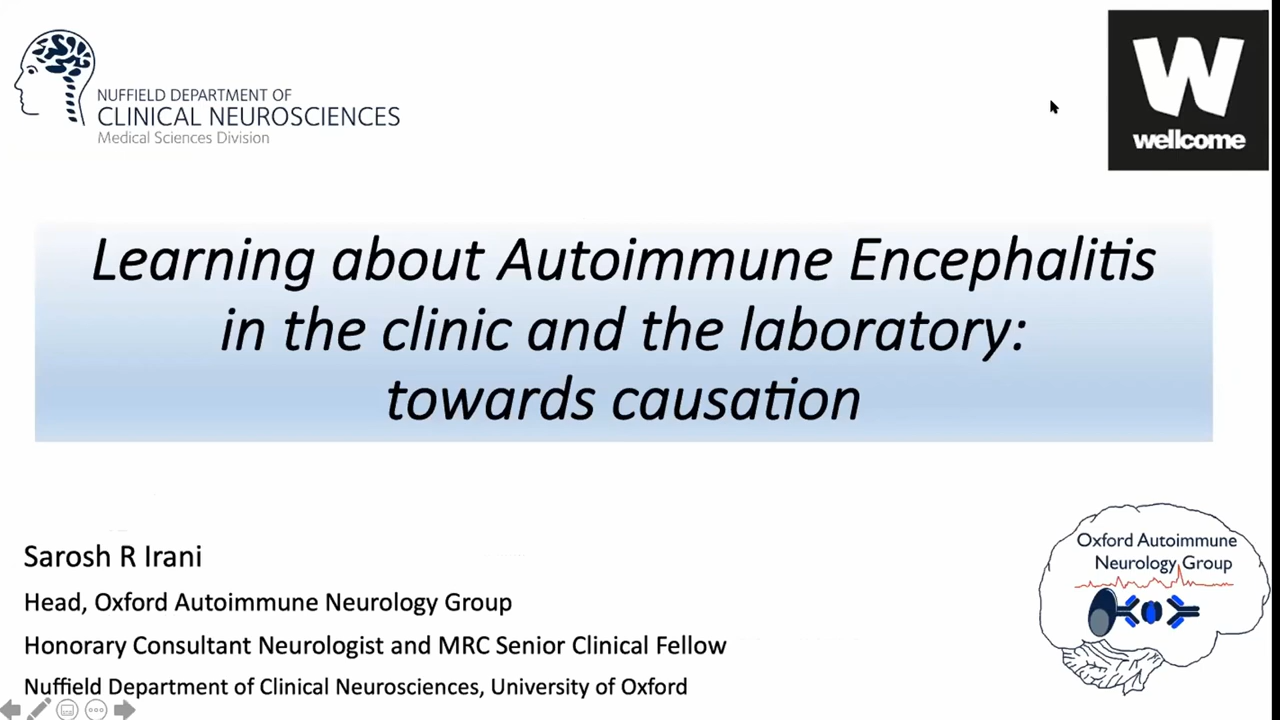 NUFFIELD DEPARTMENT OF
CLINICAL NEUROSCIENCES
Medical Sciences Division
W
wellcome
Learning about Autoimmune Encephalitis
in the clinic and the laboratory:
towards causation
Sarosh R Irani
Head, Oxford Autoimmune Neurology Group
Honorary Consultant Neurologist and MRC Senior Clinical Fellow
Nuffield Department of Clinical Neurosciences, University of Oxford
Oxford Autoimmune
Neurology Group